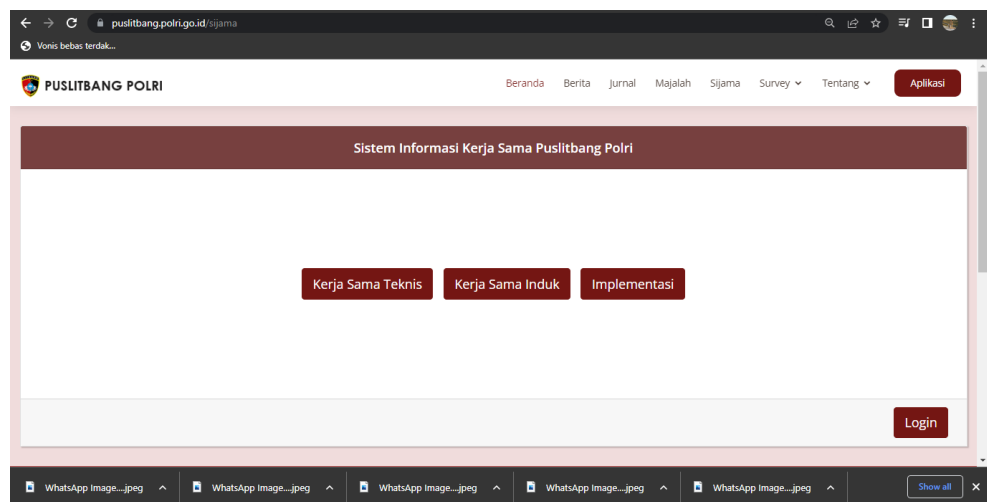 puslitbang.polri.go.id/sijama
Vonis bebas terdak...
PUSLITBANG POLRI
Beranda Berita Jurnal Majalah Sijama Survey Tentang Aplikasi
Sistem Informasi Kerja Sama Puslitbang Polri
Kerja Sama Teknis Kerja Sama Induk Implementasi
Login
WhatsApp Image....jpeg WhatsApp Image....jpeg WhatsApp Image....jpeg WhatsApp Image....jpeg WhatsApp Image....jpeg Show all